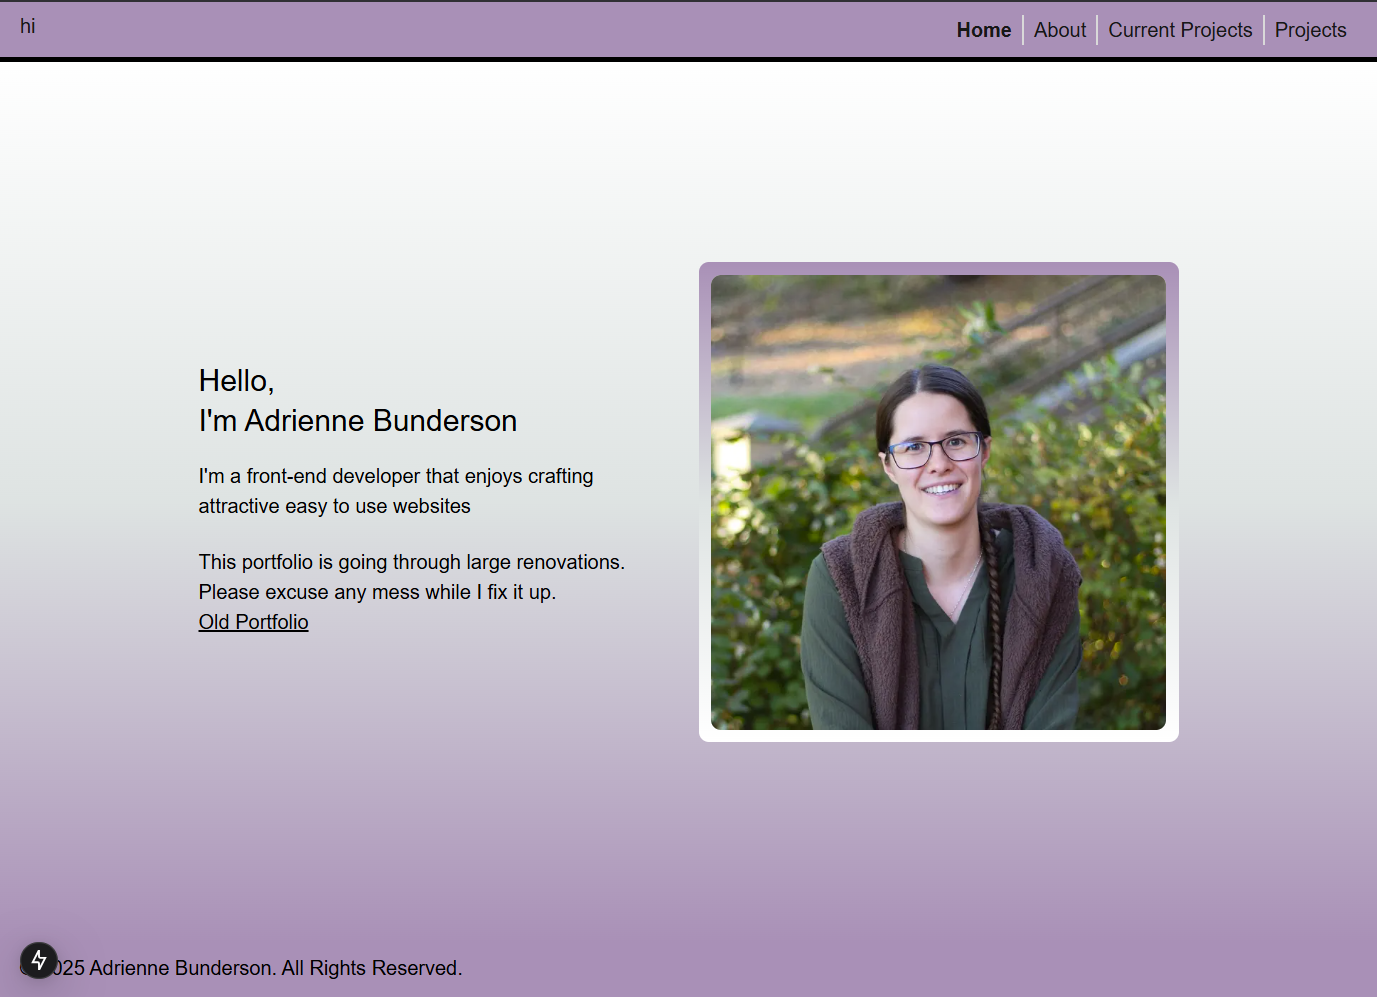 hi
Home
About
Current Projects
Projects
Hello,
I'm Adrienne Bunderson
I'm a front-end developer that enjoys crafting
attractive easy to use websites
This portfolio is going through large renovations.
Please excuse any mess while I fix it up.
Old Portfolio
025 Adrienne Bunderson. All Rights Reserved.